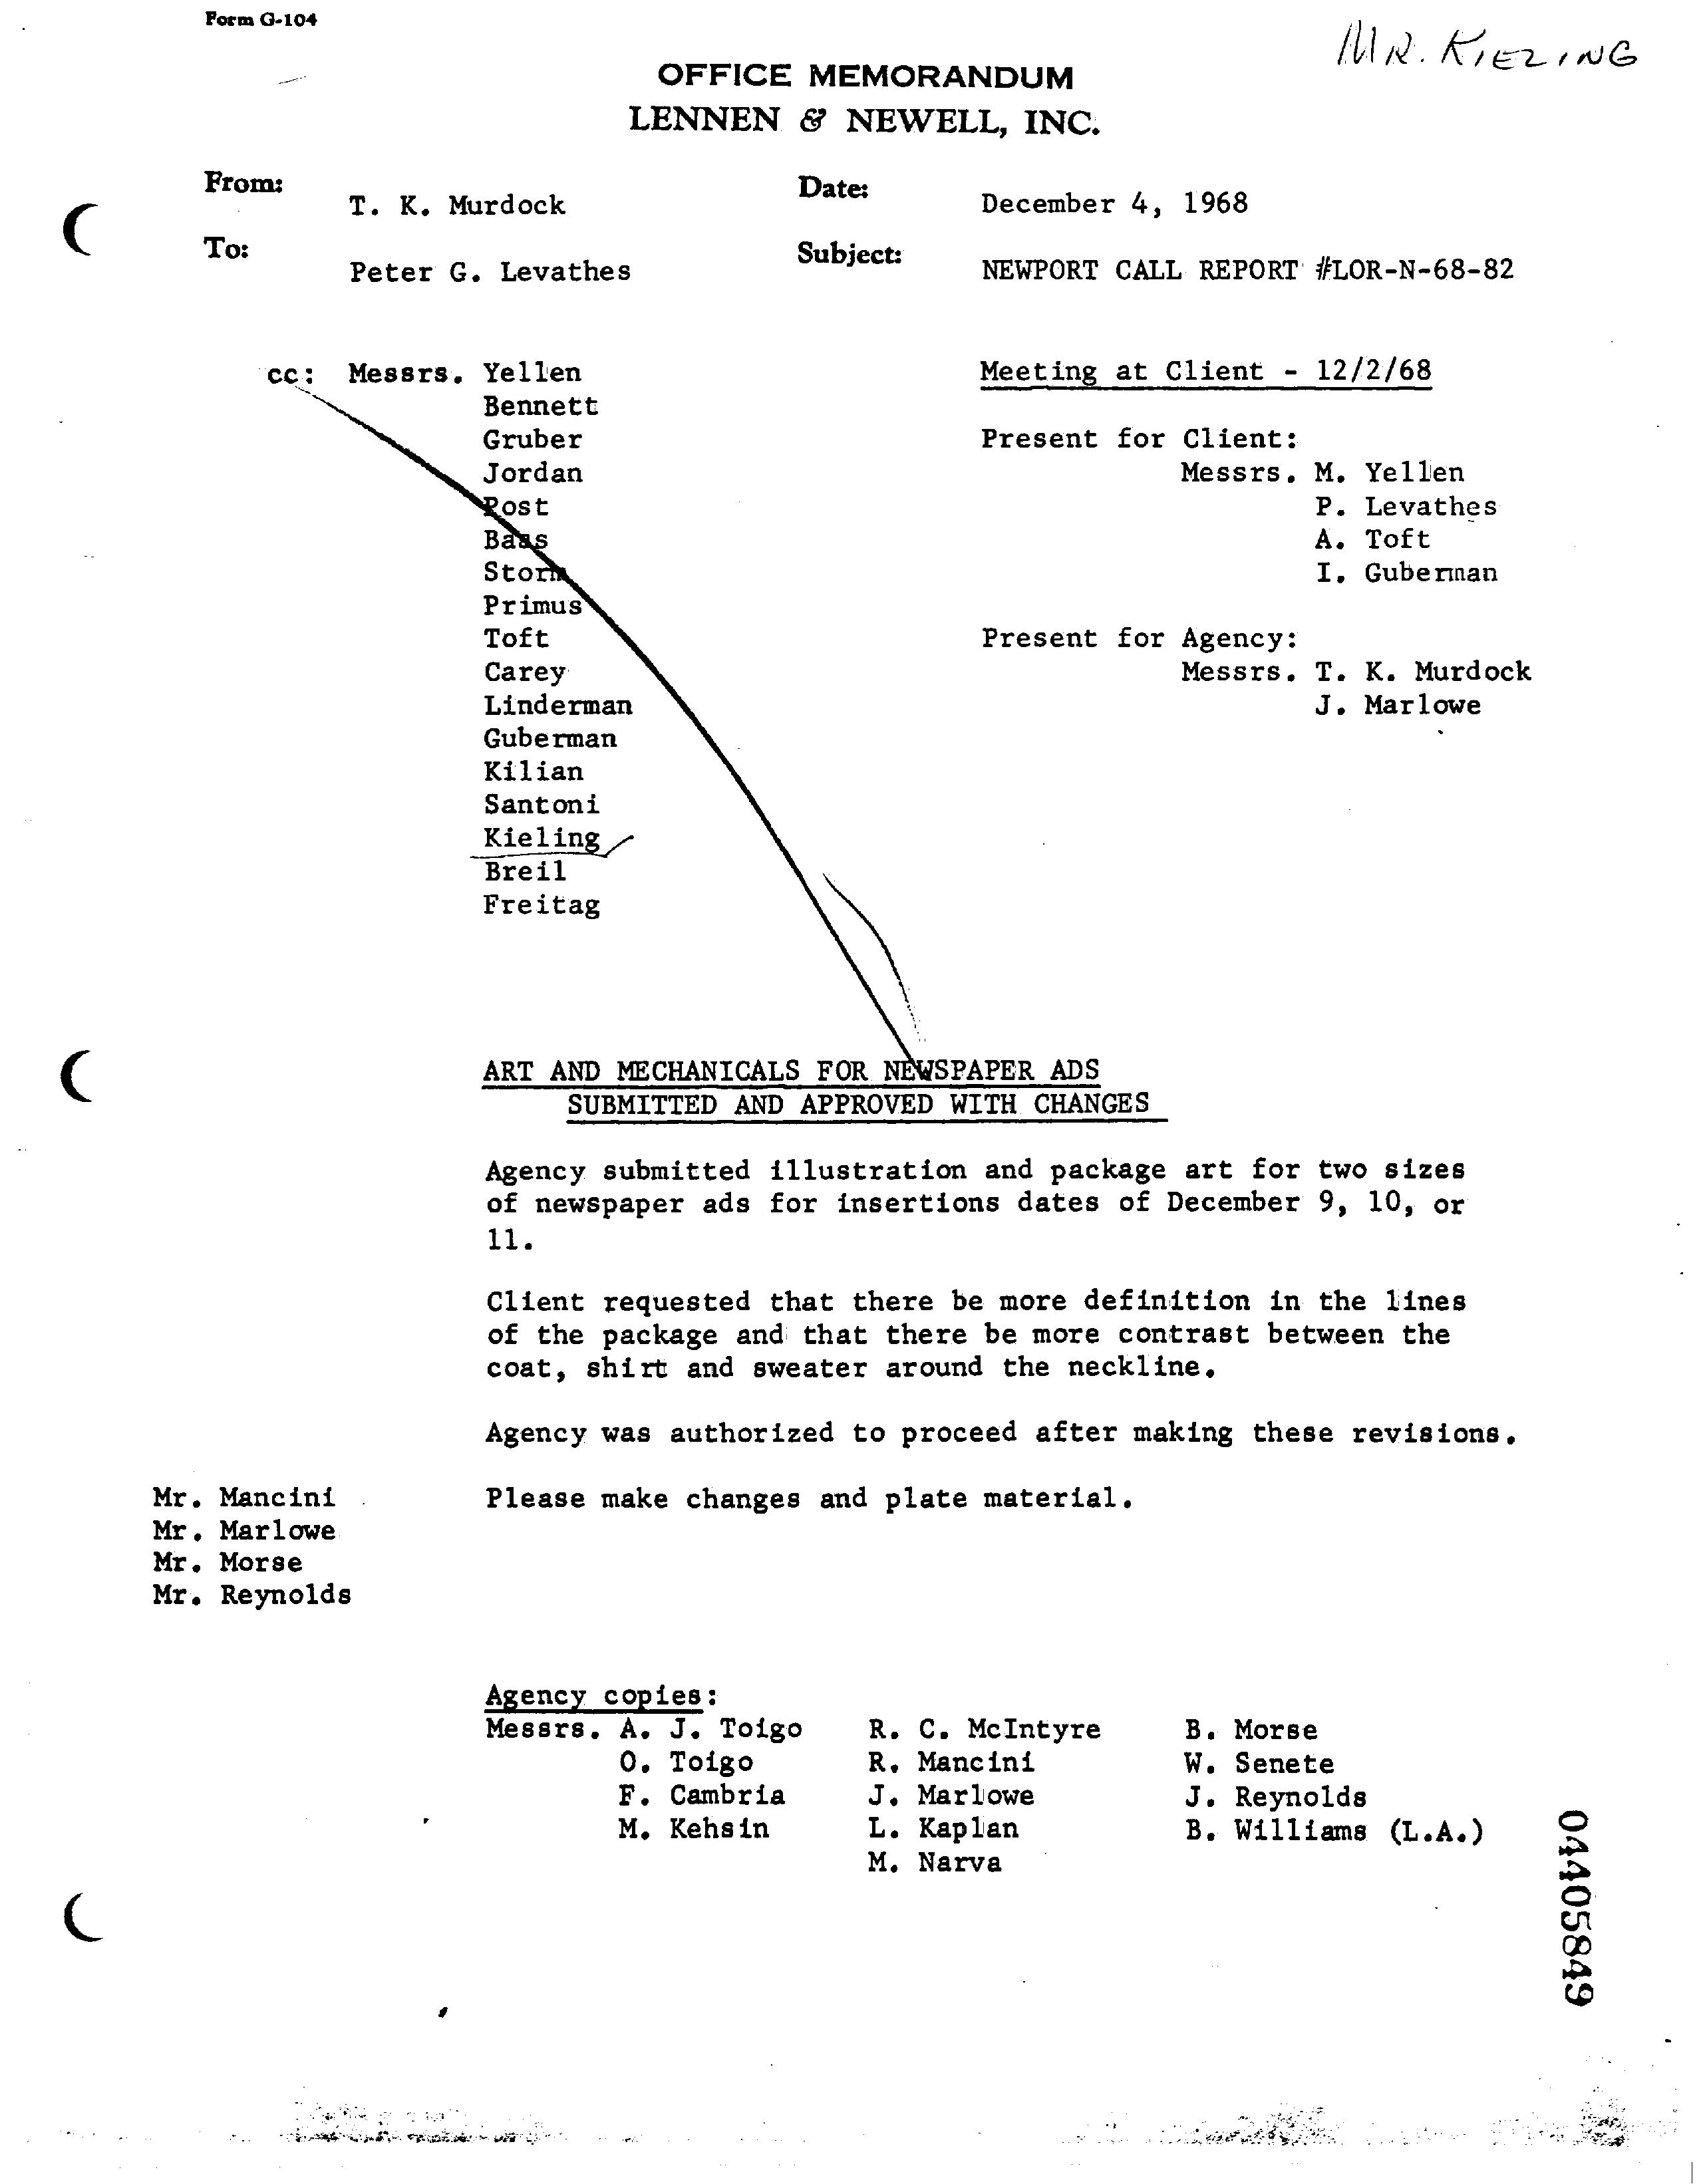 Form G-104
MR. KIELING
OFFICE MEMORANDUM
LENNEN & NEWELL, INC.
From: T. K. Murdock
Date: December 4, 1968
To: Peter G. Levathes
Subject: NEWPORT CALL REPORT #LOR-N-68-82
cc: Messrs. Yellen
Bennett
Gruber
Jordan
Post
Bass
Storm
Primus
Toft
Carey
Linderman
Guberman
Kilian
Santoni
Kieling
Breil
Freitag
Meeting at Client - 12/2/68
Present for Client:
Messrs. M. Yellen
P. Levathes
A. Toft
I. Guberman
Present for Agency:
Messrs. T. K. Murdock
J. Marlowe
ART AND MECHANICALS FOR NEWSPAPER ADS
SUBMITTED AND APPROVED WITH CHANGES
Agency submitted illustration and package art for two sizes
of newspaper ads for insertions dates of December 9, 10, or
11.
Client requested that there be more definition in the lines
of the package and that there be more contrast between the
coat, shirt and sweater around the neckline.
Agency was authorized to proceed after making these revisions.
Mr. Mancini
Mr. Marlowe
Mr. Morse
Mr. Reynolds
Please make changes and plate material.
Agency copies:
Messrs. A. J. Toigo R. C. McIntyre B. Morse
O. Toigo R. Mancini W. Senete
F. Cambria J. Marlowe J. Reynolds
M. Kehsin L. Kaplan B. Williams (L.A.)
M. Narva
04405849